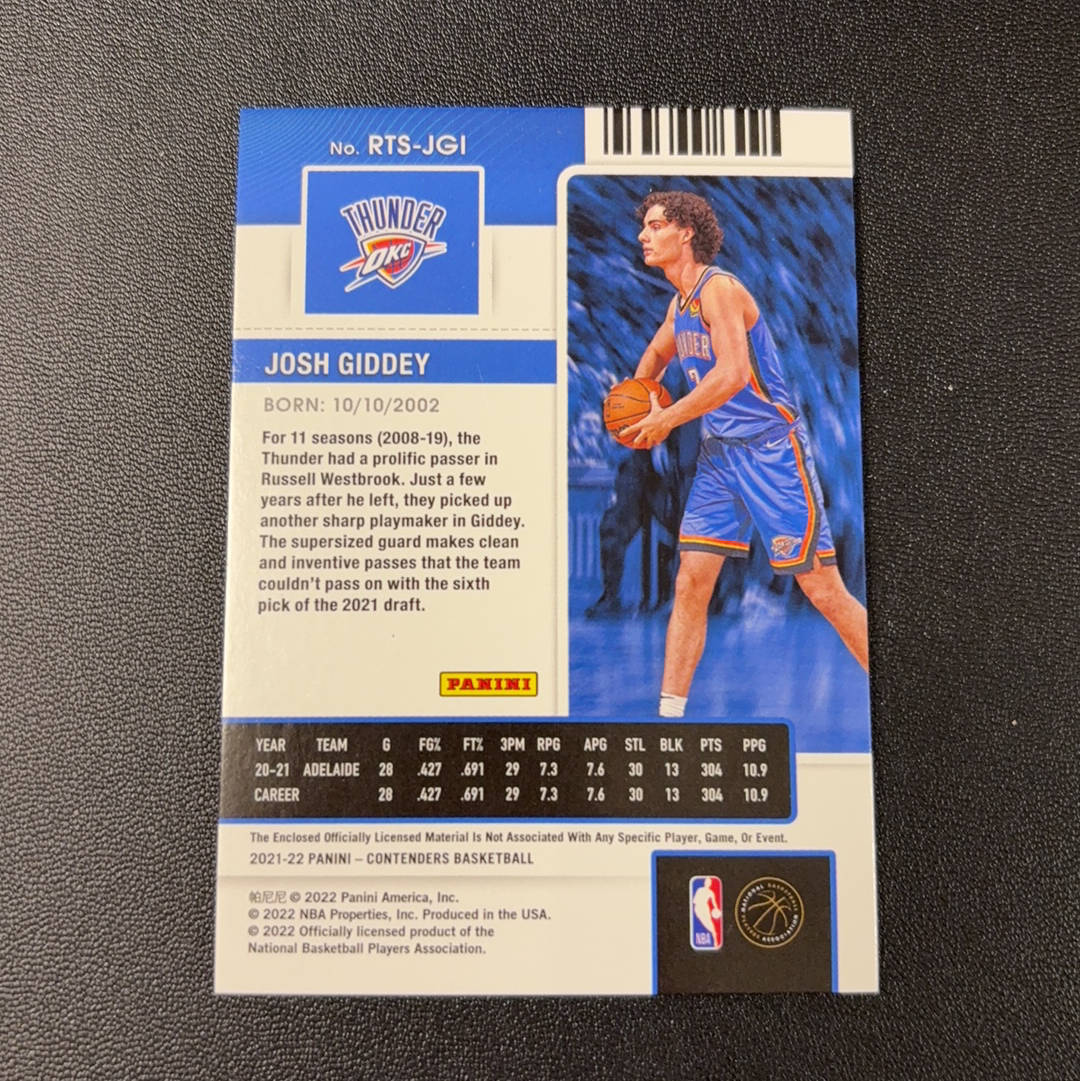 No. RTS-JGI
THUNDER
OKC
JOSH GIDDEY
BORN: 10/10/2002
For 11 seasons (2008-19), the
Thunder had a prolific passer in
Russell Westbrook. Just a few
years after he left, they picked up
another sharp playmaker in Giddey.
The supersized guard makes clean
and inventive passes that the team
couldn't pass on with the sixth
pick of the 2021 draft.
PANINI
YEAR TEAM G FG% FT% 3PM RPG APG STL BLK PTS PPG
20-21 ADELAIDE 28 .427 .691 29 7.3 7.6 30 13 304 10.9
CAREER 28 .427 .691 29 7.3 7.6 30 13 304 10.9
The Enclosed Officially Licensed Material Is Not Associated With Any Specific Player, Game, Or Event.
2021-22 PANINI – CONTENDERS BASKETBALL
帕尼尼 © 2022 Panini America, Inc.
© 2022 NBA Properties, Inc. Produced in the USA.
© 2022 Officially licensed product of the
National Basketball Players Association.
NBA
NATIONAL BASKETBALL
PLAYERS ASSOCIATION